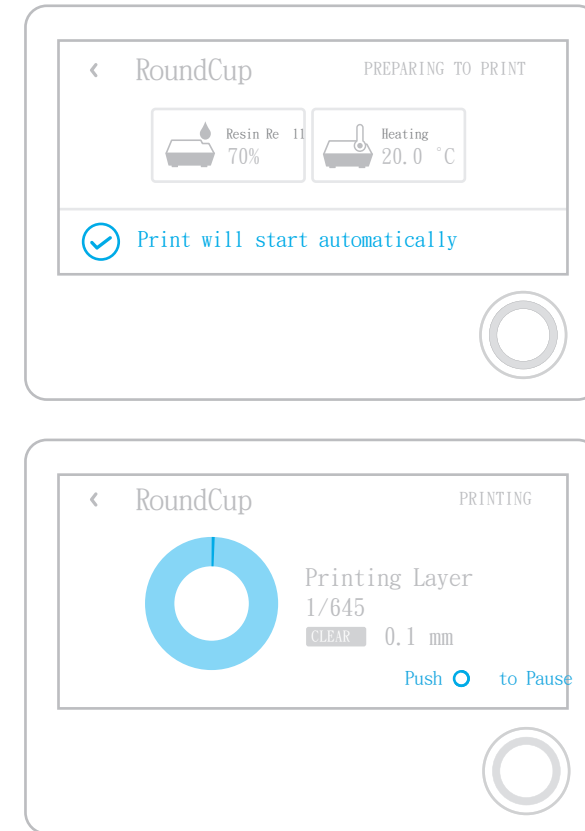 RoundCup
PREPARING TO PRINT
Resin Re ll
70%
Heating
20.0 °C
Print will start automatically
RoundCup
PRINTING
Printing Layer
1/645
CLEAR 0.1 mm
Push to Pause